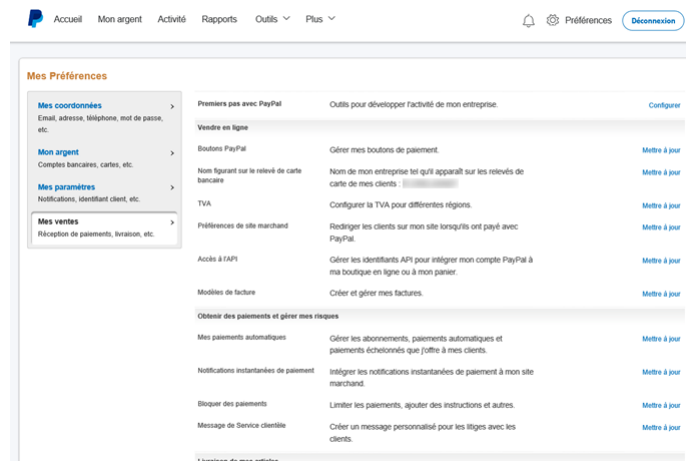 Accueil Mon argent Activité Rapports Outils Plus Préférences Déconnexion
Mes Préférences
Mes coordonnées
Email, adresse, téléphone, mot de passe,
etc.
Mon argent
Comptes bancaires, cartes, etc.
Mes paramètres
Notifications, identifiant client, etc.
Mes ventes
Réception de paiements, livraison, etc.
Premiers pas avec PayPal Outils pour développer l'activité de mon entreprise. Configurer
Vendre en ligne
Boutons PayPal Gérer mes boutons de paiement. Mettre à jour
Nom figurant sur le relevé de carte
bancaire
Nom de mon entreprise tel qu'il apparaît sur les relevés de
carte de mes clients :
Mettre à jour
TVA Configurer la TVA pour différentes régions. Mettre à jour
Préférences de site marchand
Rediriger les clients sur mon site lorsqu'ils ont payé avec
PayPal.
Mettre à jour
Accès à l'API
Gérer les identifiants API pour intégrer mon compte PayPal à
ma boutique en ligne ou à mon panier.
Mettre à jour
Modèles de facture Créer et gérer mes factures. Mettre à jour
Obtenir des paiements et gérer mes risques
Mes paiements automatiques
Gérer les abonnements, paiements automatiques et
paiements échelonnés que j'offre à mes clients.
Mettre à jour
Notifications instantanées de paiement
Intégrer les notifications instantanées de paiement à mon site
marchand.
Mettre à jour
Bloquer des paiements Limiter les paiements, ajouter des instructions et autres. Mettre à jour
Message de Service clientèle
Créer un message personnalisé pour les litiges avec les
clients.
Mettre à jour